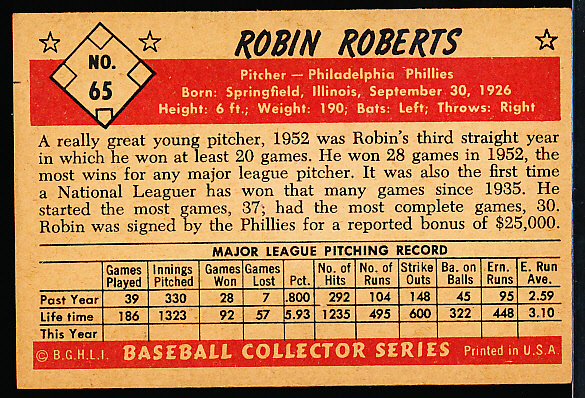 ROBIN ROBERTS
NO.
65
Pitcher — Philadelphia Phillies
Born: Springfield, Illinois, September 30, 1926
Height: 6 ft.; Weight: 190; Bats: Left; Throws: Right
A really great young pitcher, 1952 was Robin's third straight year
in which he won at least 20 games. He won 28 games in 1952, the
most wins for any major league pitcher. It was also the first time
a National Leaguer has won that many games since 1935. He
started the most games, 37; had the most complete games, 30.
Robin was signed by the Phillies for a reported bonus of $25,000.
MAJOR LEAGUE PITCHING RECORD
Games Played Innings Pitched Games Won Games Lost Pct. No. of Hits No. of Runs Strike Outs Ba. on Balls Ern. Runs E. Run Ave.
Past Year 39 330 28 7 .800 292 104 148 45 95 2.59
Life time 186 1323 92 57 5.93 1235 495 600 322 448 3.10
This Year
© B.G.H.L.I. BASEBALL COLLECTOR SERIES Printed in U.S.A.